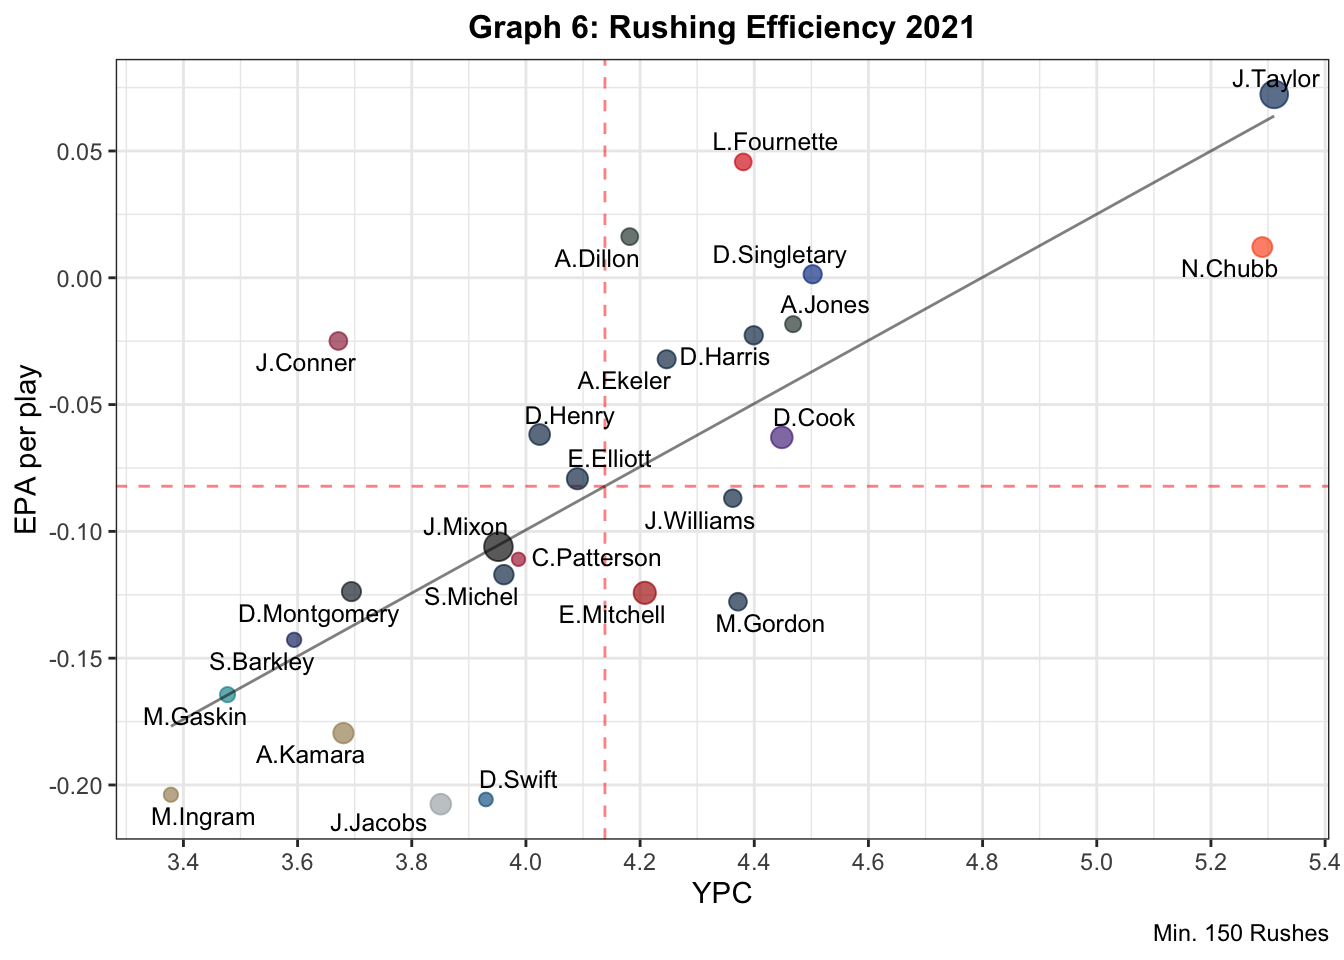 Graph 6: Rushing Efficiency 2021
J.Taylor
L.Fournette
0.05
A.Dillon
D.Singletary
N.Chubb
0.00
A.Jones
J.Conner
D.Harris
A.Ekeler
-0.05
D.Henry
D.Cook
E.Elliott
EPA per play
J.Williams
J.Mixon
-0.10
C.Patterson
S.Michel
E.Mitchell
M.Gordon
D.Montgomery
-0.15
S.Barkley
M.Gaskin
A.Kamara
D.Swift
-0.20
M.Ingram
J.Jacobs
3.4 3.6 3.8 4.0 4.2 4.4 4.6 4.8 5.0 5.2 5.4
YPC
Min. 150 Rushes